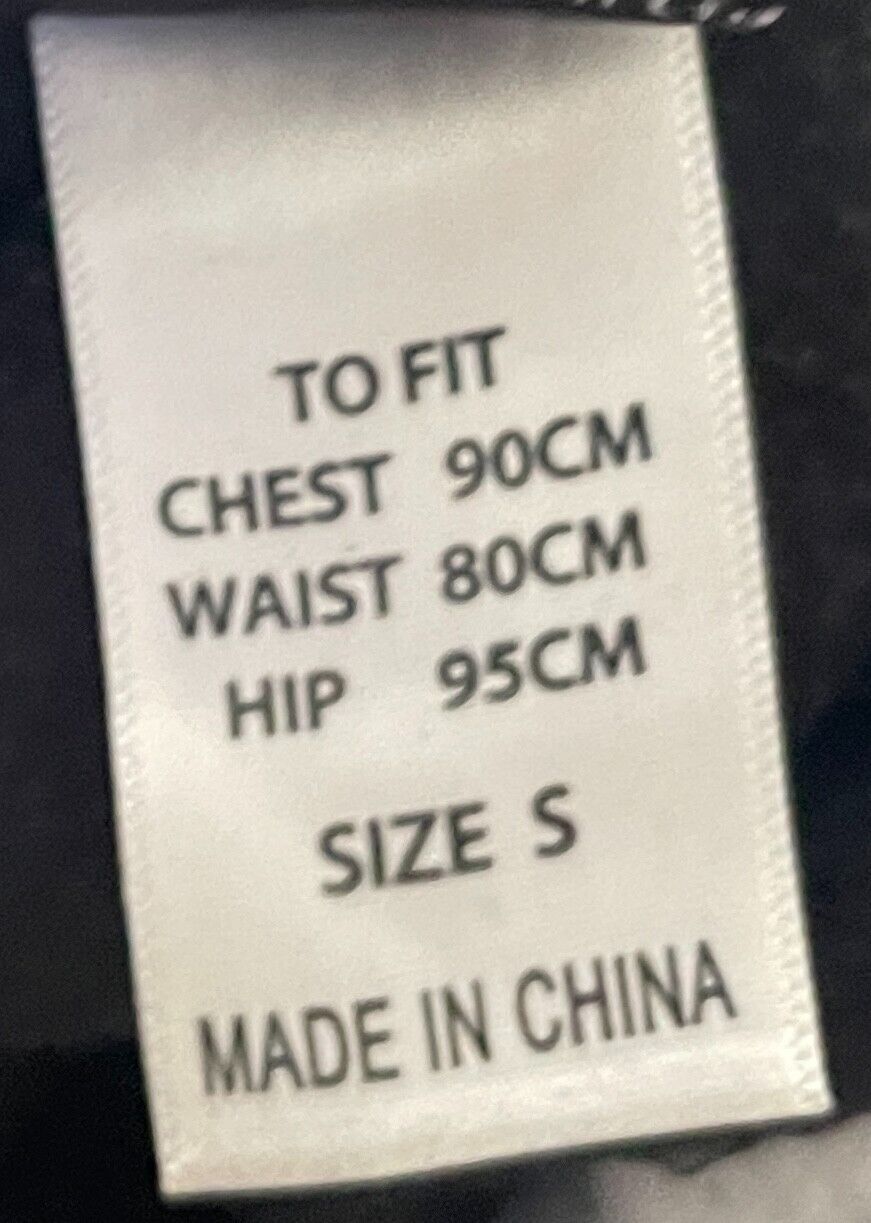 TO FIT
CHEST 90CM
WAIST 80CM
HIP 95CM
SIZE S
MADE IN CHINA